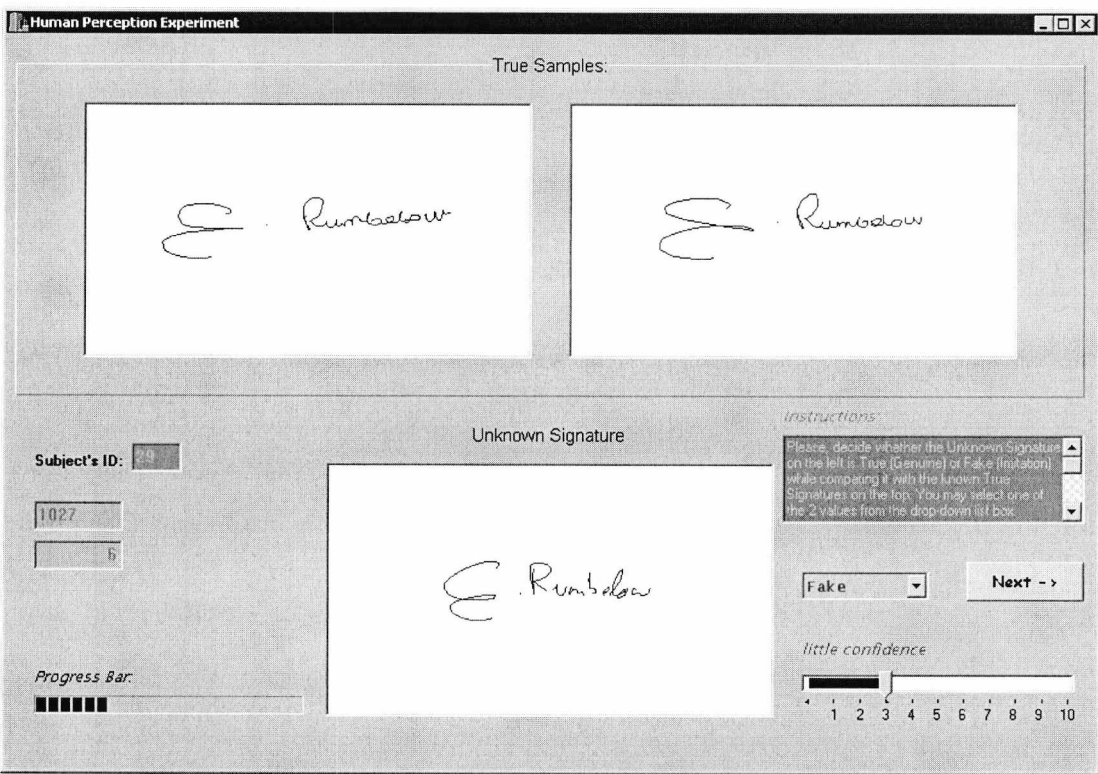 Human Perception Experiment
True Samples:
E. Rumbelow
E. Rumbelow
Instructions:
Please, decide whether the Unknown Signature
on the left is True (Genuine) or Fake (Imitation)
while comparing it with the known True
Signatures on the top. You may select one of
the 2 values from the drop-down list box
Unknown Signature
Subject's ID: 29
1027
6
E. Rumbelow
Fake
Next ->
little confidence
1 2 3 4 5 6 7 8 9 10
Progress Bar: